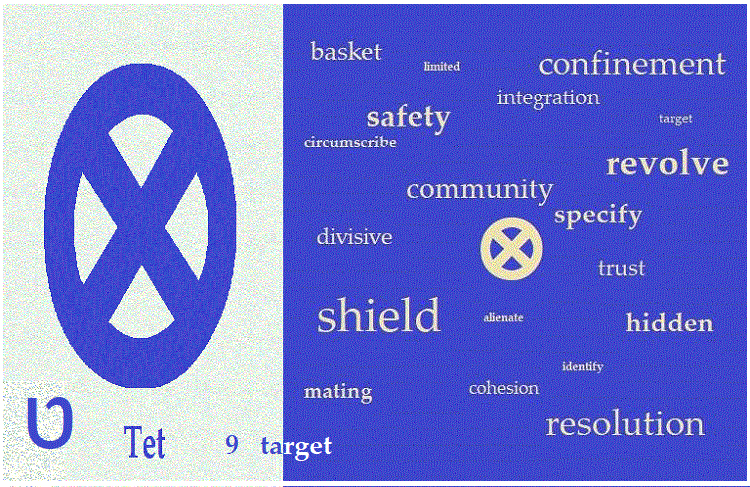 ט
Tet 9 target
basket
limited
confinement
integration
safety
target
circumscribe
revolve
community
specify
divisive
trust
shield
alienate
hidden
identify
mating
cohesion
resolution